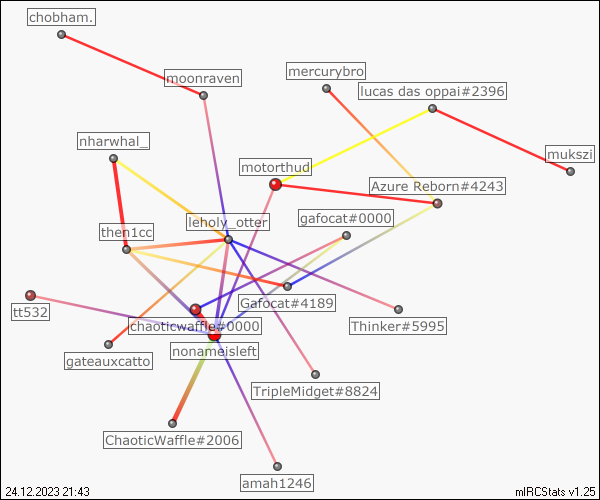 chobham.
moonraven
mercurybro
lucas das oppai#2396
nharwhal_
mukszi
motorthud
Azure Reborn#4243
gafocat#0000
leholy_otter
then1cc
Gafocat#4189
tt532
chaoticwaffle#0000
Thinker#5995
nonameisleft
gateauxcatto
TripleMidget#8824
ChaoticWaffle#2006
amah1246
24.12.2023 21:43
mIRCStats v1.25